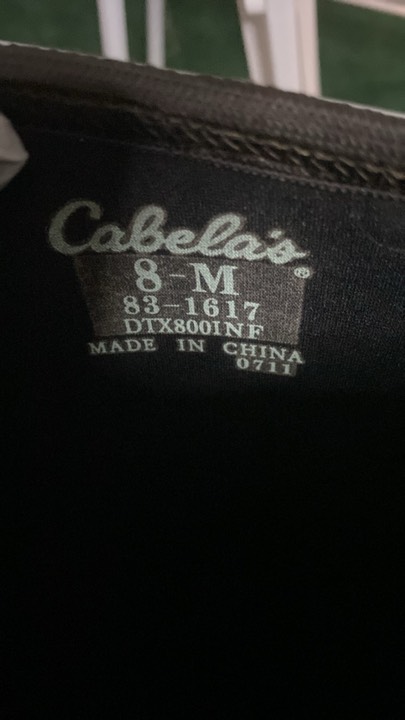 Cabela's®
8-M
83-1617
DTX800INF
MADE IN CHINA
0711